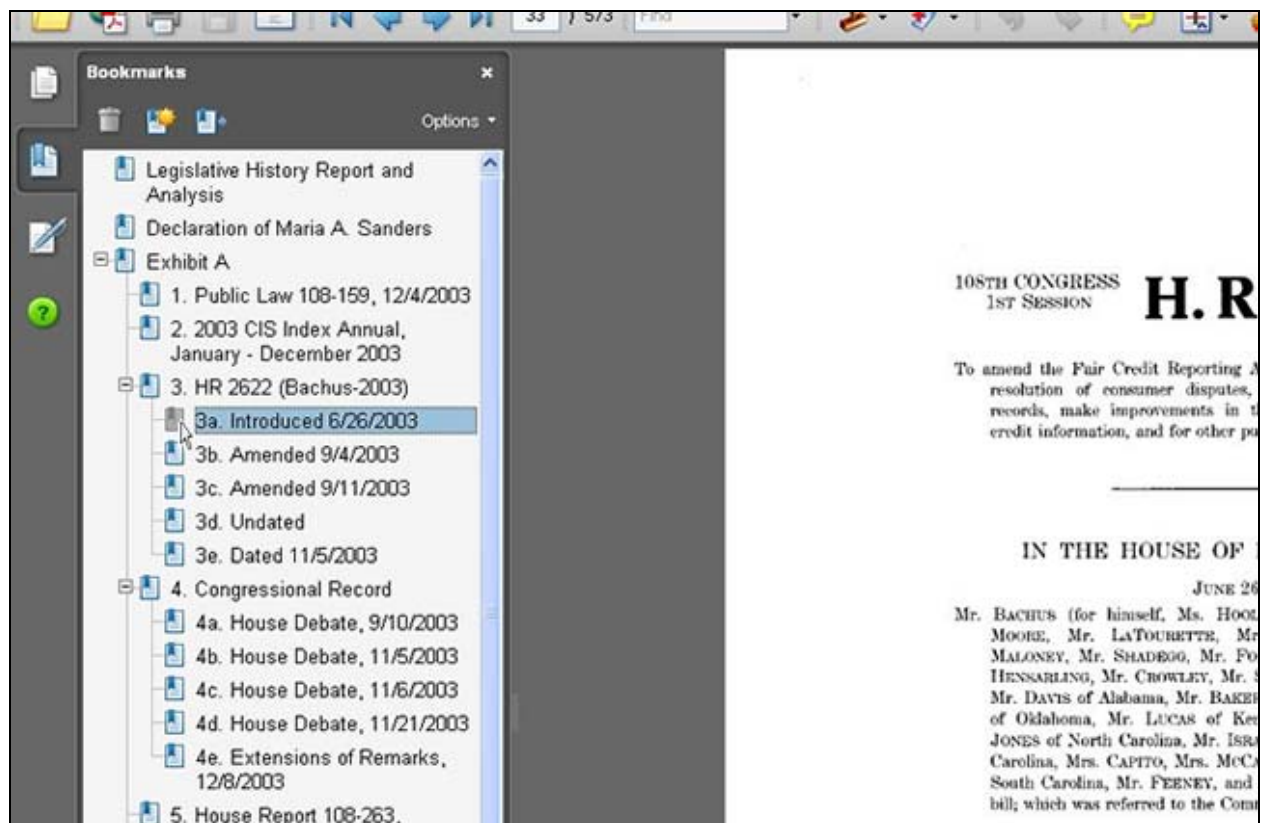 33 / 573 Find
Bookmarks
Options
Legislative History Report and
Analysis
Declaration of Maria A. Sanders
Exhibit A
1. Public Law 108-159, 12/4/2003
2. 2003 CIS Index Annual,
January - December 2003
3. HR 2622 (Bachus-2003)
3a. Introduced 6/26/2003
3b. Amended 9/4/2003
3c. Amended 9/11/2003
3d. Undated
3e. Dated 11/5/2003
4. Congressional Record
4a. House Debate, 9/10/2003
4b. House Debate, 11/5/2003
4c. House Debate, 11/6/2003
4d. House Debate, 11/21/2003
4e. Extensions of Remarks,
12/8/2003
5. House Report 108-263,
108TH CONGRESS
1ST SESSION
H. R
To amend the Fair Credit Reporting
resolution of consumer disputes,
records, make improvements in
credit information, and for other
IN THE HOUSE OF
JUNE 26
Mr. BACHUS (for himself, Ms.
MOORE, Mr. LATOURETTE,
MALONEY, Mr. SHADEGG, Mr.
HENSARLING, Mr. CROWLEY, Mr.
Mr. DAVIS of Alabama, Mr.
of Oklahoma, Mr. LUCAS of
JONES of North Carolina, Mr.
Carolina, Mrs. CAPITO, Mrs.
South Carolina, Mr. FEENEY, and
bill; which was referred to the